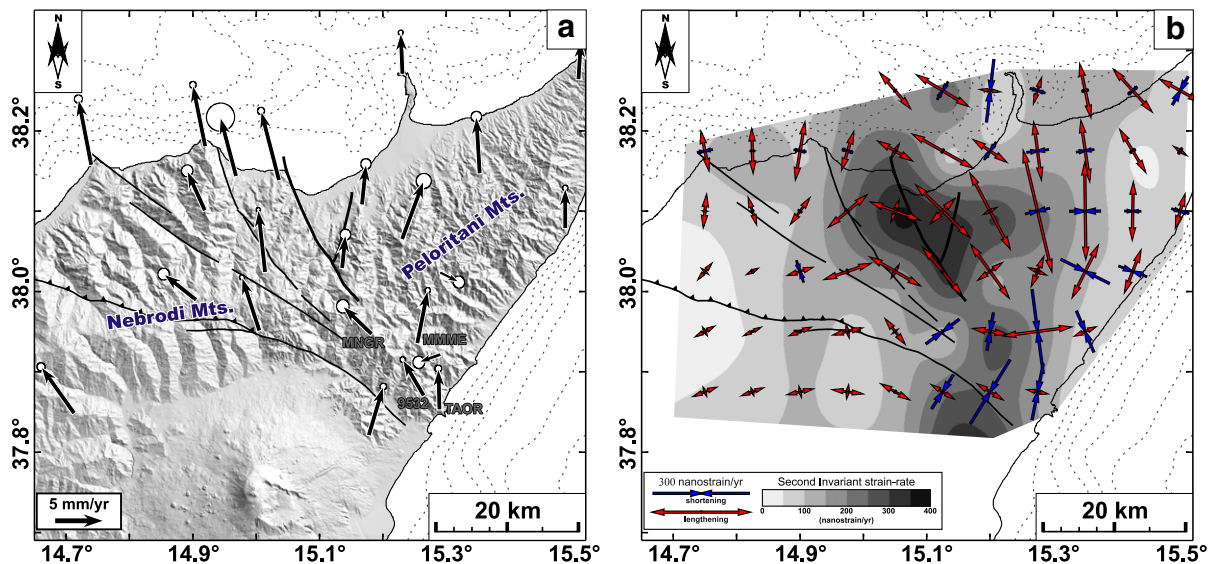 N
S
a
38.2°
38.0°
37.8°
Peloritani Mts.
Nebrodi Mts.
MNGR
MMME
9532
TAOR
5 mm/yr
20 km
14.7°
14.9°
15.1°
15.3°
15.5°
N
S
b
38.2°
38.0°
37.8°
300 nanostrain/yr
shortening
lengthening
Second Invariant strain-rate
0 100 200 300 400
(nanostrain/yr)
20 km
14.7°
14.9°
15.1°
15.3°
15.5°